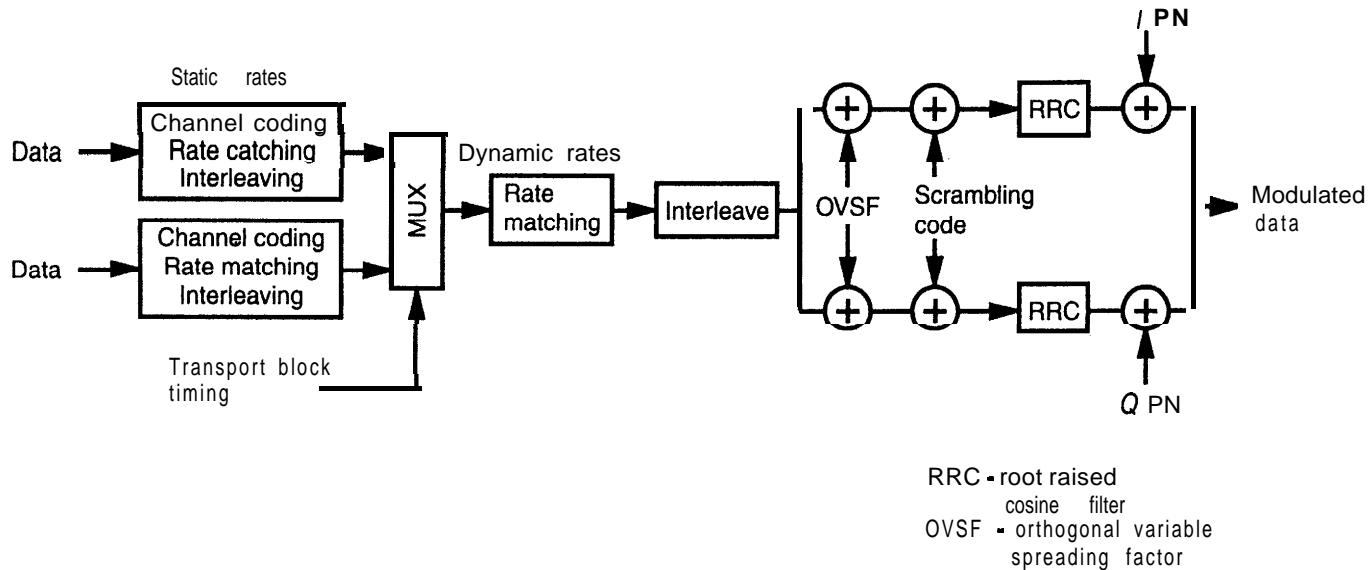 / PN
Static rates
Channel coding
Rate catching
Interleaving
Data
MUX
Dynamic rates
Rate
matching
Interleave
OVSF
Scrambling
code
RRC
Modulated
data
Data
Channel coding
Rate matching
Interleaving
RRC
Transport block
timing
Q PN
RRC - root raised
cosine filter
OVSF - orthogonal variable
spreading factor